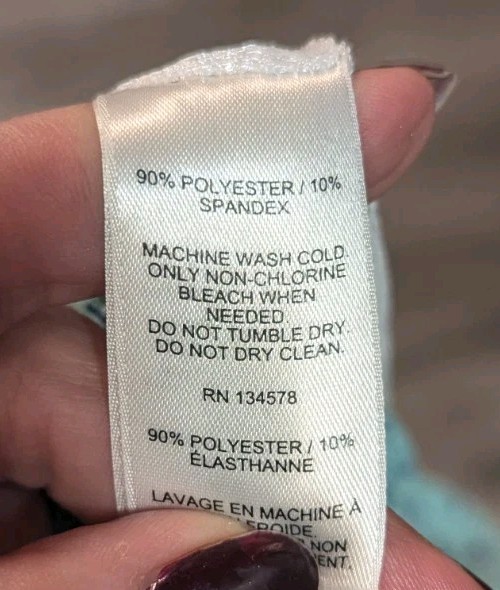 90% POLYESTER / 10%
SPANDEX
MACHINE WASH COLD.
ONLY NON-CHLORINE
BLEACH WHEN
NEEDED
DO NOT TUMBLE DRY.
DO NOT DRY CLEAN.
RN 134578
90% POLYESTER / 10%
ÉLASTHANNE
LAVAGE EN MACHINE À
NON